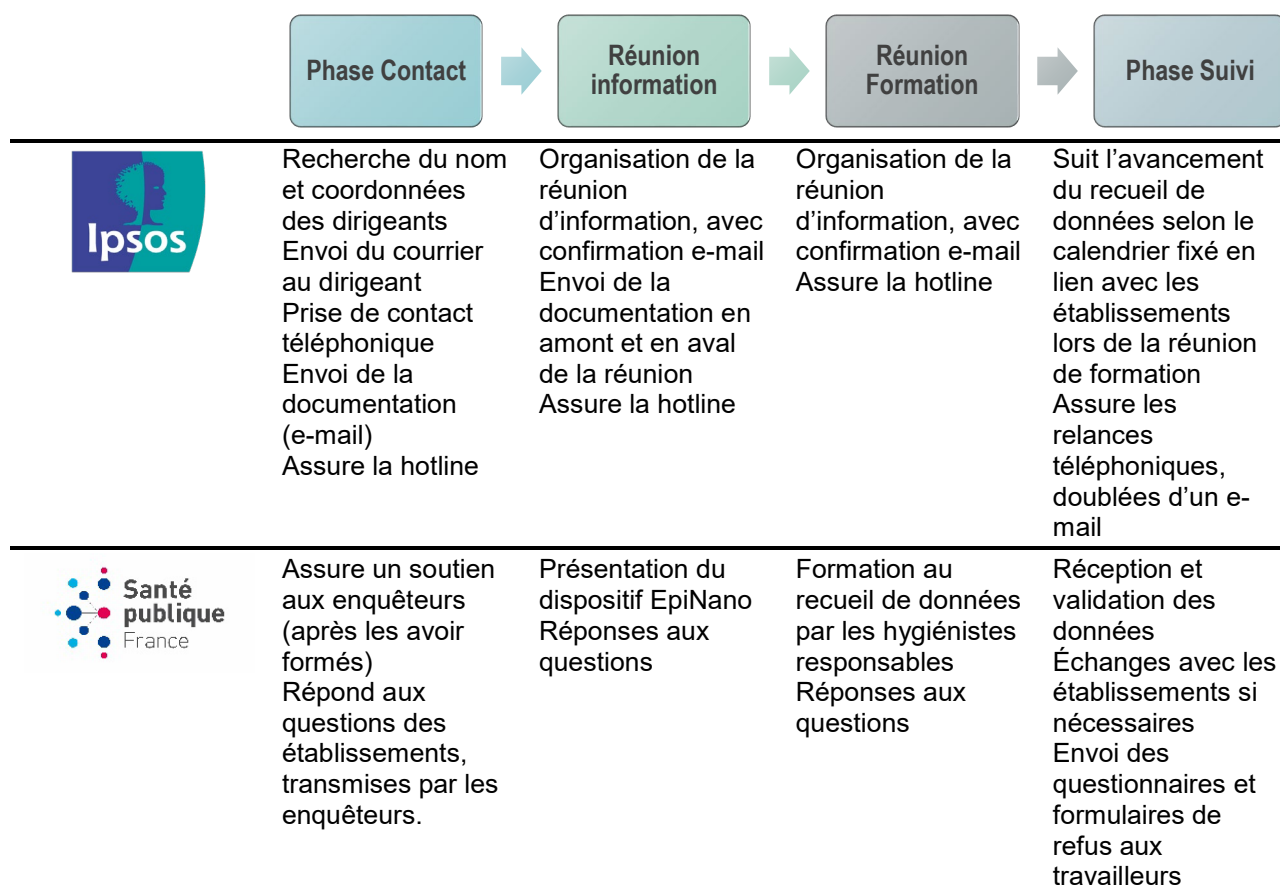 Phase Contact
Réunion
information
Réunion
Formation
Phase Suivi
Ipsos
Recherche du nom
et coordonnées
des dirigeants
Envoi du courrier
au dirigeant
Prise de contact
téléphonique
Envoi de la
documentation
(e-mail)
Assure la hotline
Organisation de la
réunion
d’information, avec
confirmation e-mail
Envoi de la
documentation en
amont et en aval
de la réunion
Assure la hotline
Organisation de la
réunion
d’information, avec
confirmation e-mail
Assure la hotline
Suit l’avancement
du recueil de
données selon le
calendrier fixé en
lien avec les
établissements
lors de la réunion
de formation
Assure les
relances
téléphoniques,
doublées d’un e-
mail
Santé
publique
France
Assure un soutien
aux enquêteurs
(après les avoir
formés)
Répond aux
questions des
établissements,
transmises par les
enquêteurs.
Présentation du
dispositif EpiNano
Réponses aux
questions
Formation au
recueil de données
par les hygiénistes
responsables
Réponses aux
questions
Réception et
validation des
données
Échanges avec les
établissements si
nécessaires
Envoi des
questionnaires et
formulaires de
refus aux
travailleurs